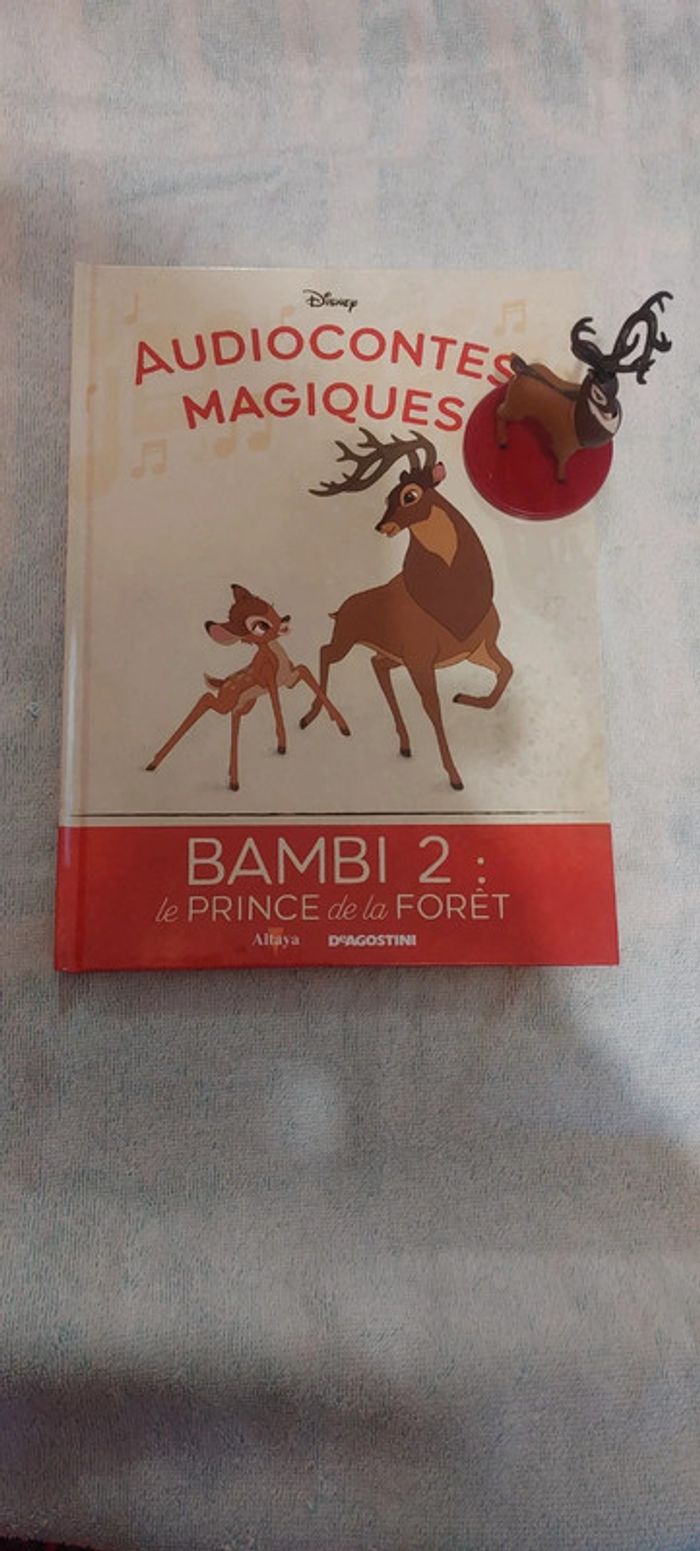 Disney
AUDIOCONTES
MAGIQUES
BAMBI 2 :
le PRINCE de la FORÊT
Altaya DeAGOSTINI